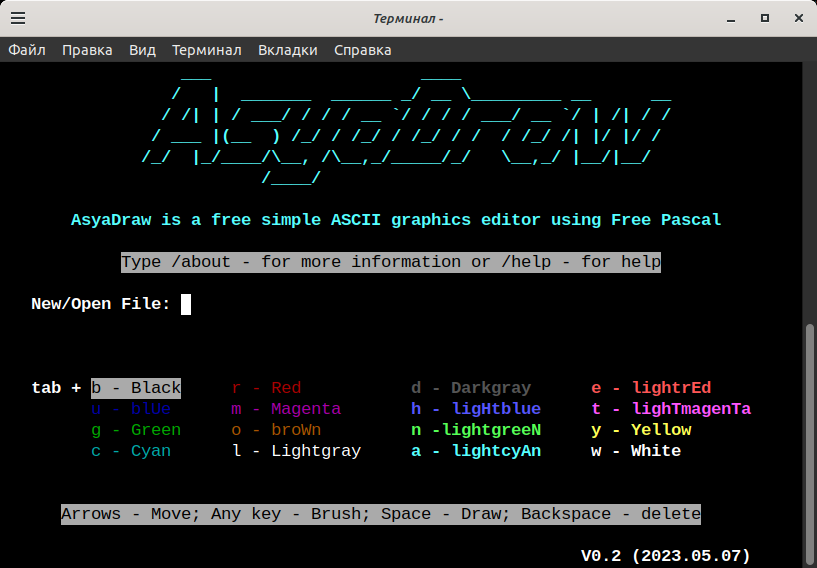 Терминал -
Файл Правка Вид Терминал Вкладки Справка
AsyaDraw
AsyaDraw is a free simple ASCII graphics editor using Free Pascal
Type /about - for more information or /help - for help
New/Open File:
tab + b - Black r - Red d - Darkgray e - lightrEd
u - blUe m - Magenta h - ligHtblue t - lighTmagenTa
g - Green o - broWn n -lightgreeN y - Yellow
c - Cyan l - Lightgray a - lightcyAn w - White
Arrows - Move; Any key - Brush; Space - Draw; Backspace - delete
V0.2 (2023.05.07)